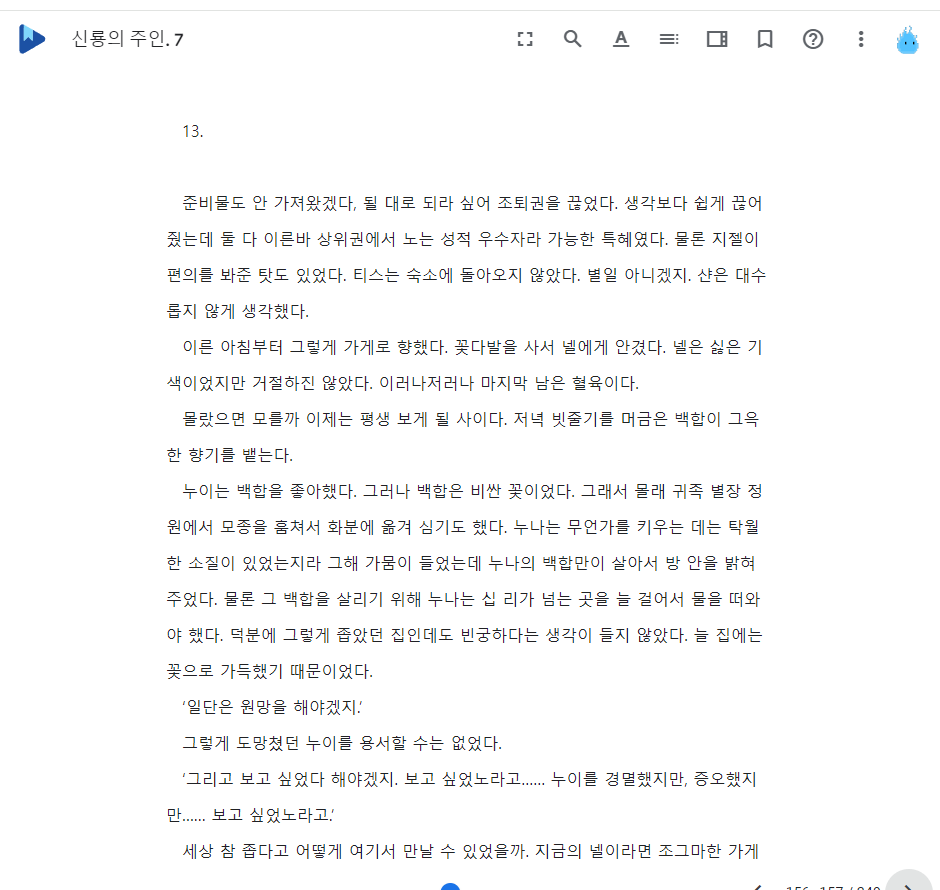 신룡의 주인. 7
13.
준비물도 안 가져왔겠다, 될 대로 되라 싶어 조퇴권을 끊었다. 생각보다 쉽게 끊어
줬는데 둘 다 이른바 상위권에서 노는 성적 우수자라 가능한 특혜였다. 물론 지젤이
편의를 봐준 탓도 있었다. 티스는 숙소에 돌아오지 않았다. 별일 아니겠지. 샨은 대수
롭지 않게 생각했다.
이른 아침부터 그렇게 가게로 향했다. 꽃다발을 사서 넬에게 안겼다. 넬은 싫은 기
색이었지만 거절하진 않았다. 이러나저러나 마지막 남은 혈육이다.
몰랐으면 모를까 이제는 평생 보게 될 사이다. 저녁 빗줄기를 머금은 백합이 그윽
한 향기를 뱉는다.
누이는 백합을 좋아했다. 그러나 백합은 비싼 꽃이었다. 그래서 몰래 귀족 별장 정
원에서 모종을 훔쳐서 화분에 옮겨 심기도 했다. 누나는 무언가를 키우는 데는 탁월
한 소질이 있었는지라 그해 가뭄이 들었는데 누나의 백합만이 살아서 방 안을 밝혀
주었다. 물론 그 백합을 살리기 위해 누나는 십 리가 넘는 곳을 늘 걸어서 물을 떠와
야 했다. 덕분에 그렇게 좁았던 집인데도 빈궁하다는 생각이 들지 않았다. 늘 집에는
꽃으로 가득했기 때문이었다.
‘일단은 원망을 해야겠지.’
그렇게 도망쳤던 누이를 용서할 수는 없었다.
‘그리고 보고 싶었다 해야겠지. 보고 싶었노라고…… 누이를 경멸했지만, 증오했지
만…… 보고 싶었노라고.’
세상 참 좁다고 어떻게 여기서 만날 수 있었을까. 지금의 넬이라면 조그마한 가게